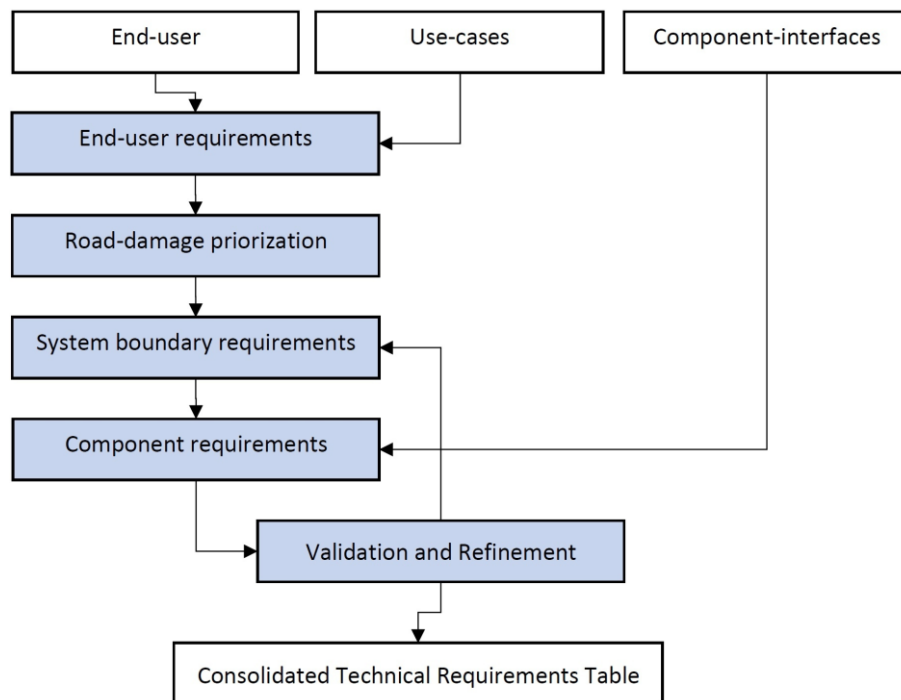 End-user
Use-cases
Component-interfaces
End-user requirements
Road-damage priorization
System boundary requirements
Component requirements
Validation and Refinement
Consolidated Technical Requirements Table